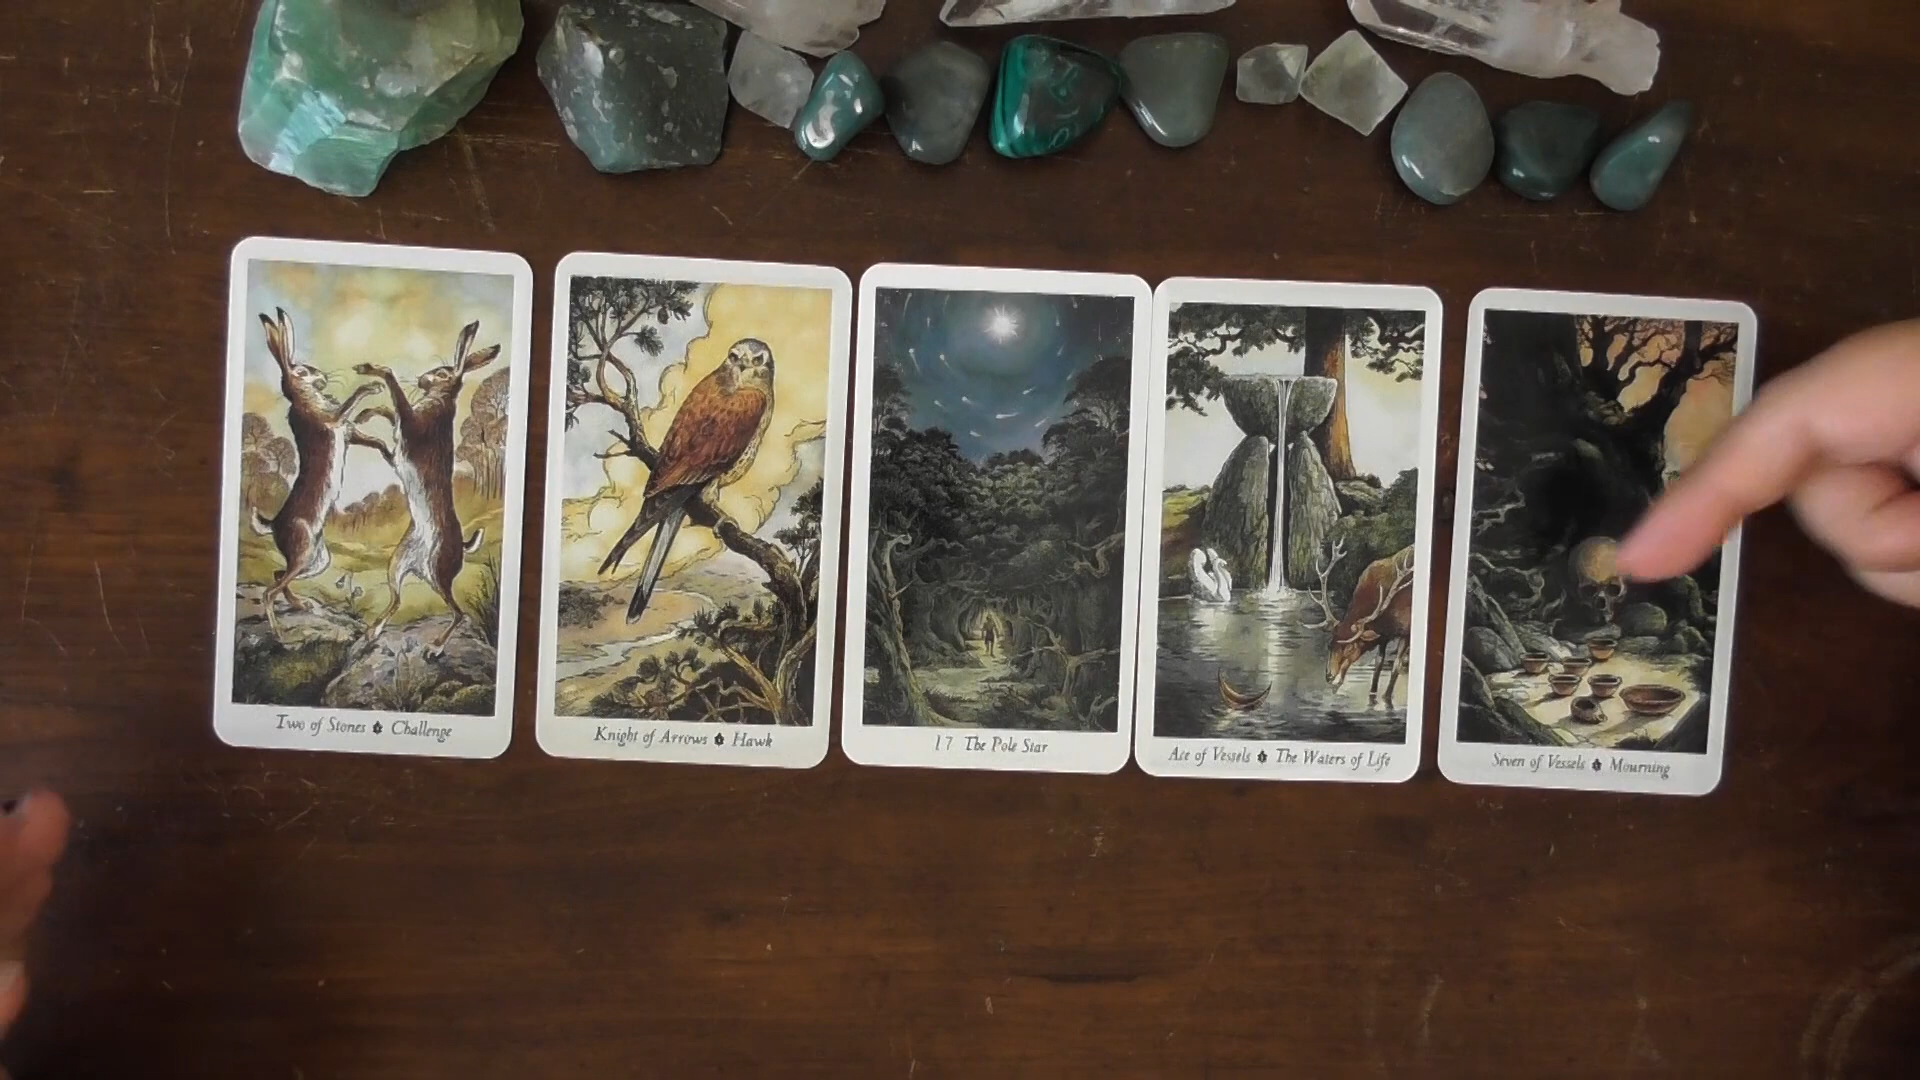 Two of Stones Challenge
Knight of Arrows Hawk
17 The Pole Star
Ace of Vessels The Waters of Life
Seven of Vessels Mourning